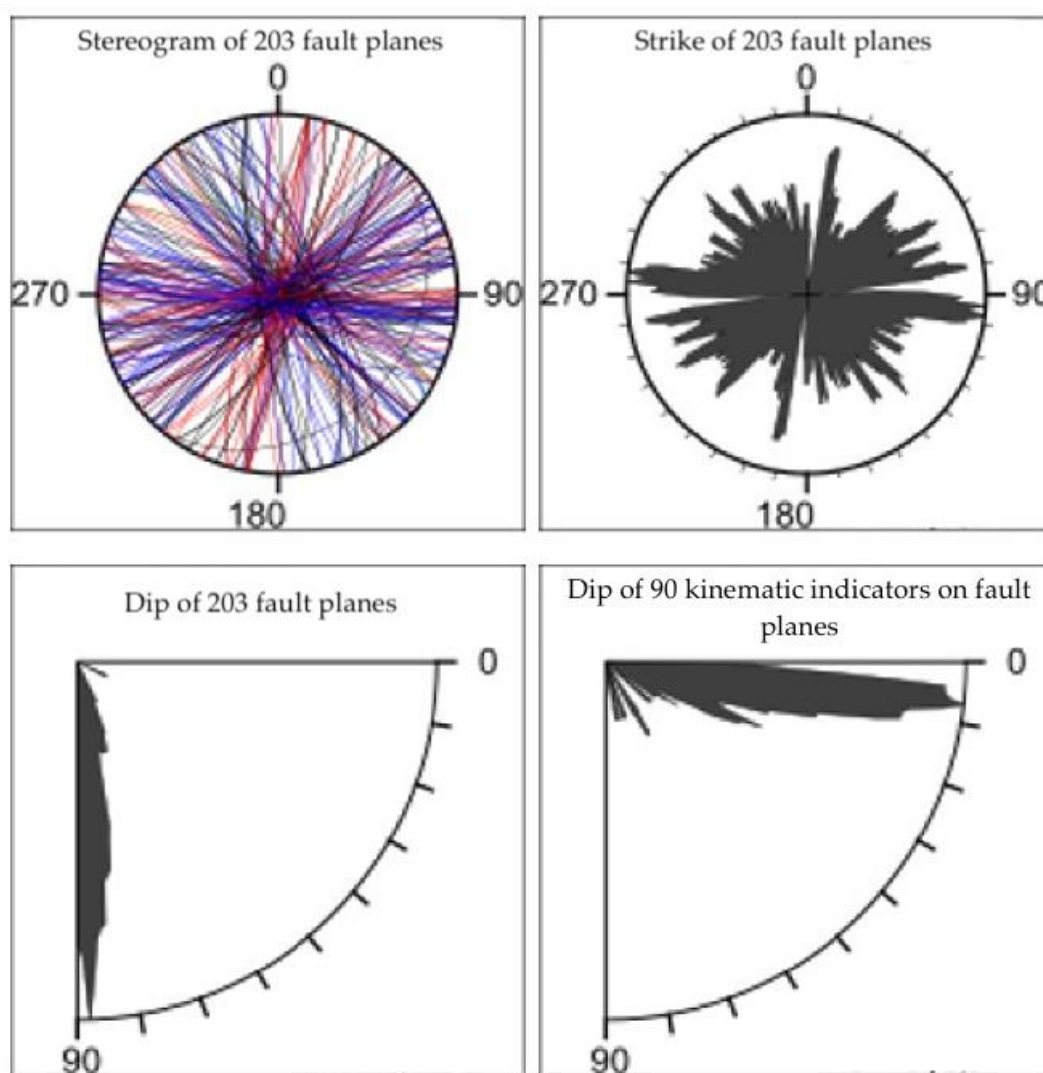 Stereogram of 203 fault planes
0
270
90
180
Strike of 203 fault planes
0
270
90
180
Dip of 203 fault planes
0
90
Dip of 90 kinematic indicators on fault
planes
0
90